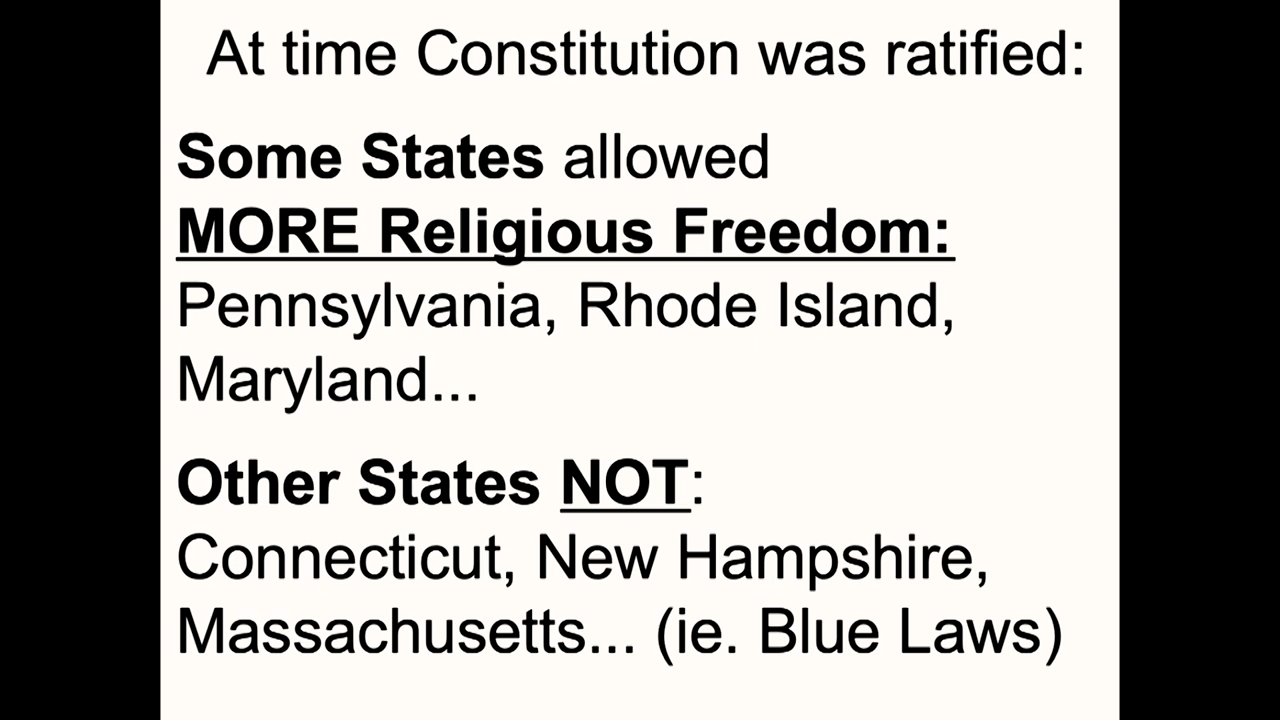 At time Constitution was ratified:
Some States allowed
MORE Religious Freedom:
Pennsylvania, Rhode Island,
Maryland...
Other States NOT:
Connecticut, New Hampshire,
Massachusetts... (ie. Blue Laws)